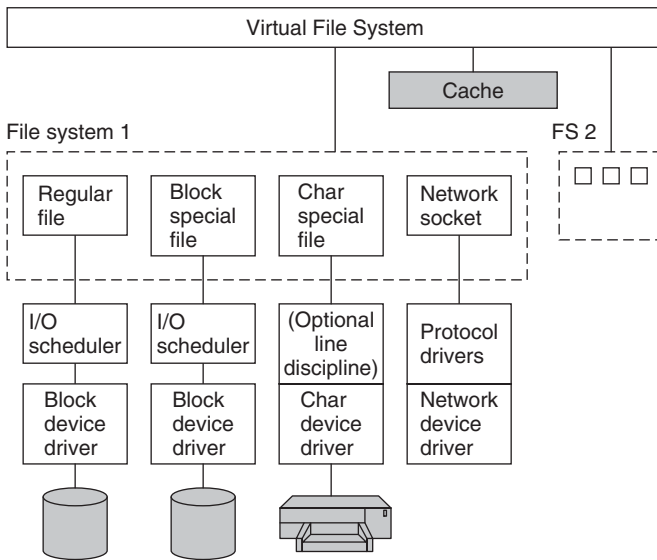 Virtual File System
Cache
File system 1
FS 2
Regular
file
Block
special
file
Char
special
file
Network
socket
I/O
scheduler
I/O
scheduler
(Optional
line
discipline)
Protocol
drivers
Block
device
driver
Block
device
driver
Char
device
driver
Network
device
driver